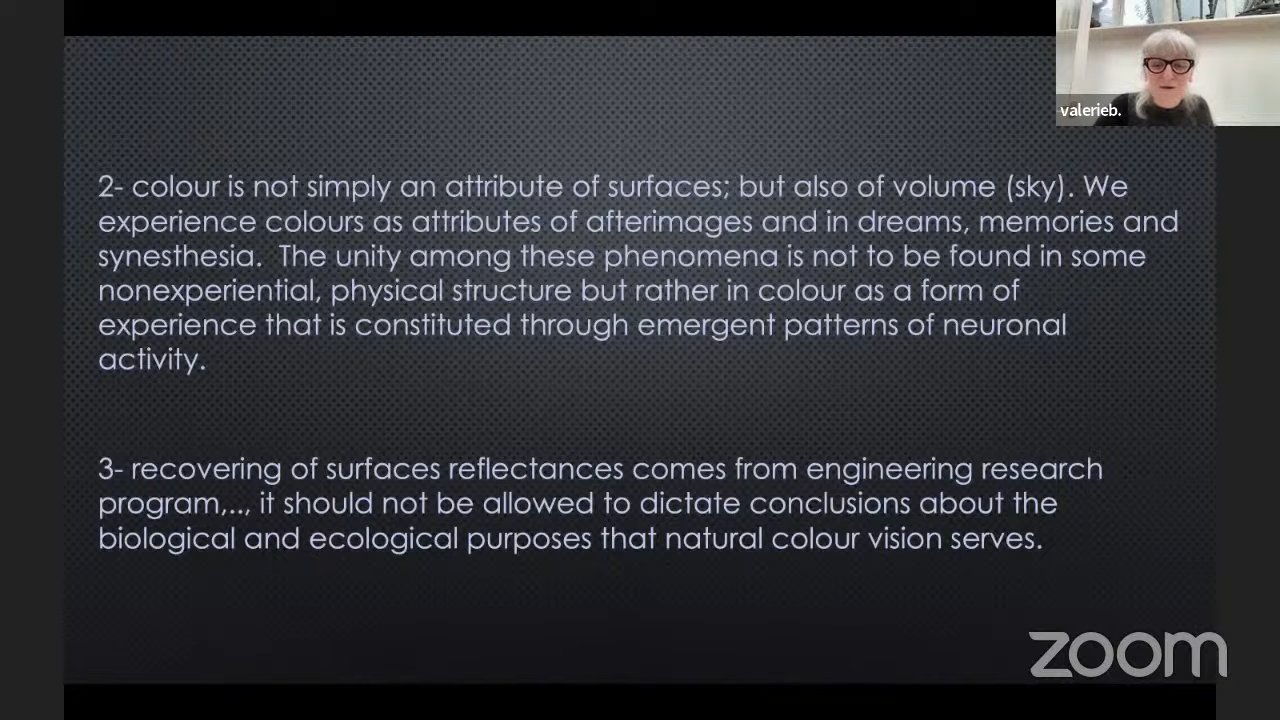 valerieb.
2- colour is not simply an attribute of surfaces; but also of volume (sky). We
experience colours as attributes of afterimages and in dreams, memories and
synesthesia.  The unity among these phenomena is not to be found in some
nonexperiential, physical structure but rather in colour as a form of
experience that is constituted through emergent patterns of neuronal
activity.
3- recovering of surfaces reflectances comes from engineering research
program,.., it should not be allowed to dictate conclusions about the
biological and ecological purposes that natural colour vision serves.
zoom